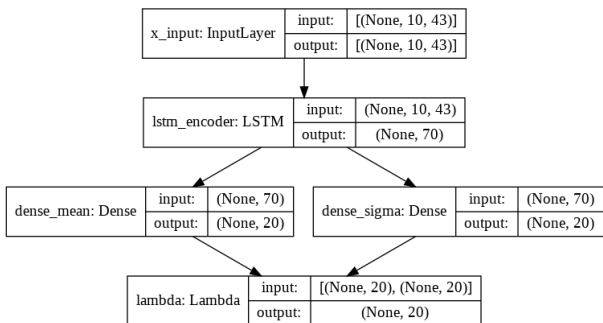 x_input: InputLayer
input: [(None, 10, 43)]
output: [(None, 10, 43)]
lstm_encoder: LSTM
input: (None, 10, 43)
output: (None, 70)
dense_mean: Dense
input: (None, 70)
output: (None, 20)
dense_sigma: Dense
input: (None, 70)
output: (None, 20)
lambda: Lambda
input: [(None, 20), (None, 20)]
output: (None, 20)